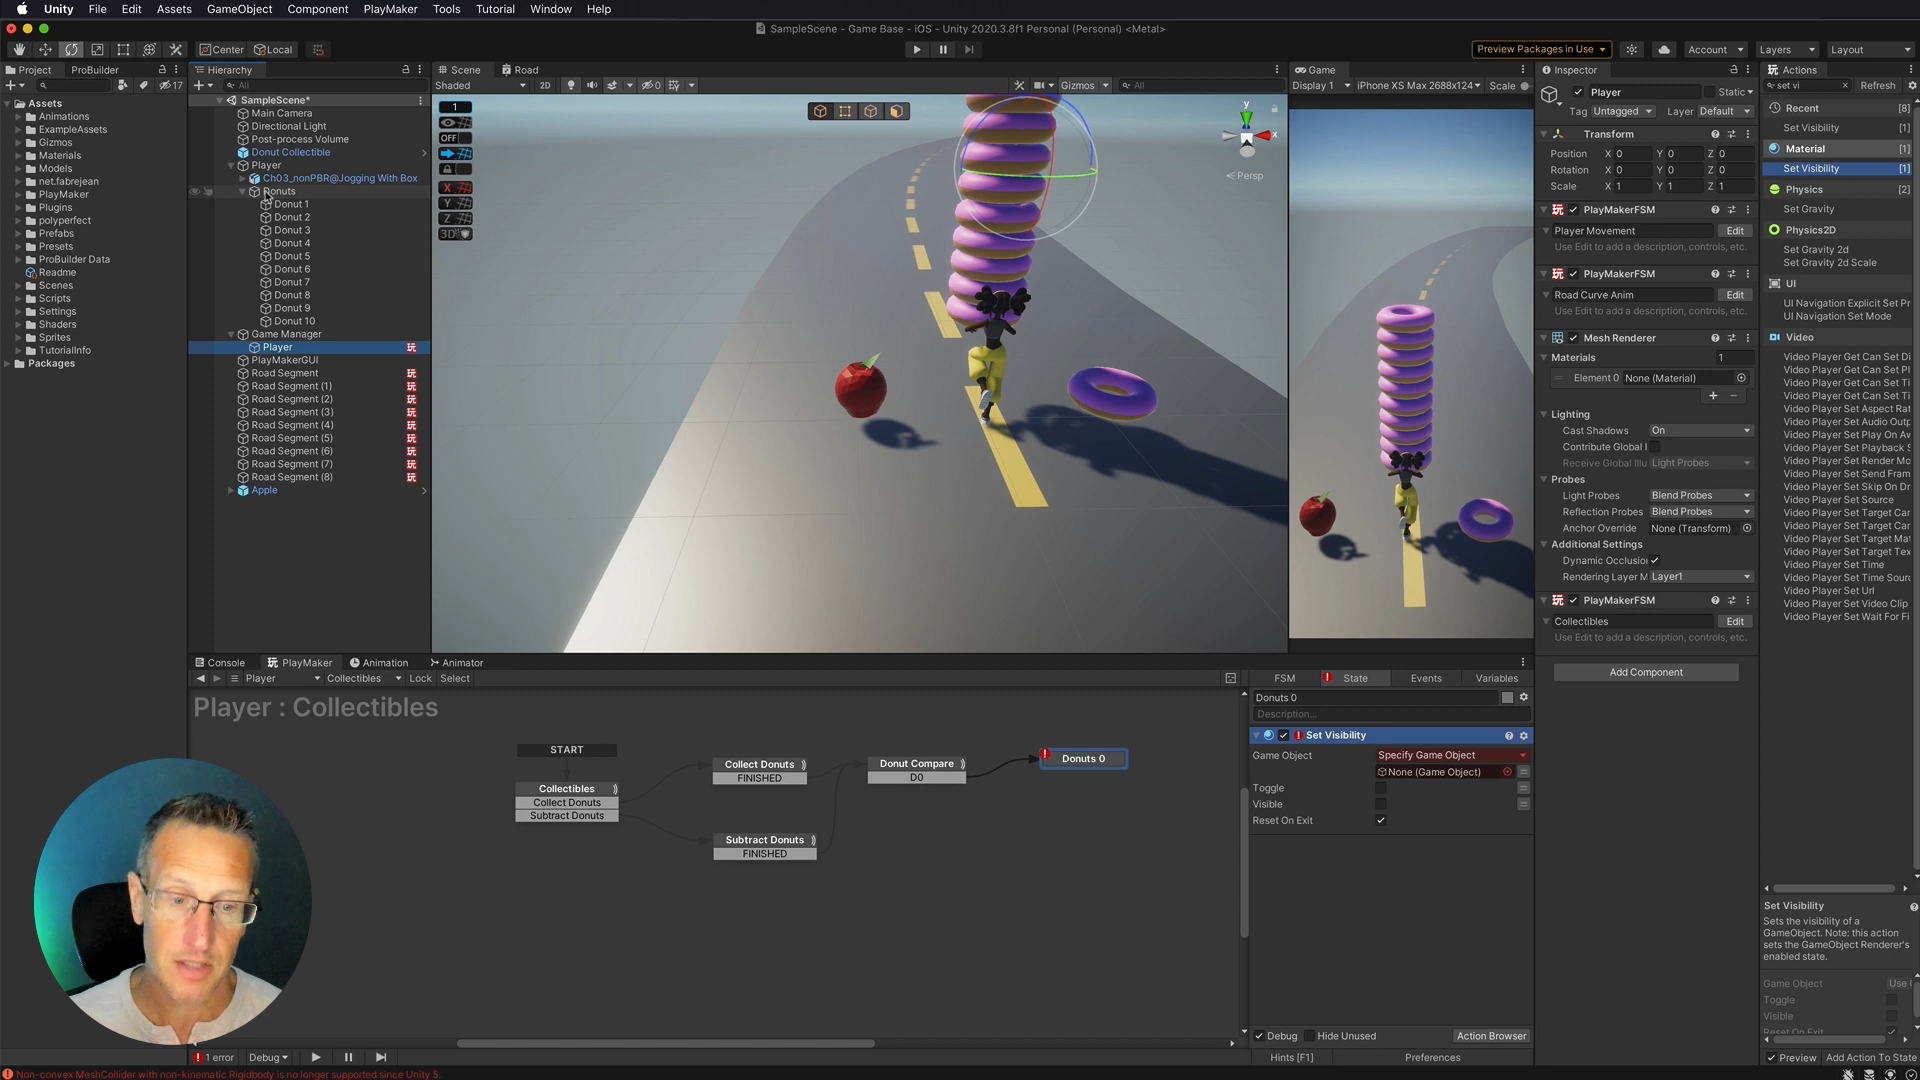 Unity File Edit Assets GameObject Component PlayMaker Tools Tutorial Window Help
SampleScene - Game Base - iOS - Unity 2020.3.8f1 Personal (Personal) <Metal>
Center Local
Preview Packages in Use Account Layers Layout
Project ProBuilder
17
Assets
Animations
ExampleAssets
Gizmos
Materials
Models
net.fabrejean
PlayMaker
Plugins
polyperfect
Prefabs
Presets
ProBuilder Data
Readme
Scenes
Scripts
Settings
Shaders
Sprites
TutorialInfo
Packages
Hierarchy
All
SampleScene*
Main Camera
Directional Light
Post-process Volume
Donut Collectible
Player
Ch03_nonPBR@Jogging With Box
Donuts
Donut 1
Donut 2
Donut 3
Donut 4
Donut 5
Donut 6
Donut 7
Donut 8
Donut 9
Donut 10
Game Manager
Player
PlayMakerGUI
Road Segment
Road Segment (1)
Road Segment (2)
Road Segment (3)
Road Segment (4)
Road Segment (5)
Road Segment (6)
Road Segment (7)
Road Segment (8)
Apple
Scene Road
Shaded 2D 0 Gizmos All
1
OFF
X
Y
Z
3D
y
x
Persp
Game
Display 1 iPhone XS Max 2688x124 Scale
Inspector
Player Static
Tag Untagged Layer Default
Transform
Position X 0 Y 0 Z 0
Rotation X 0 Y 0 Z 0
Scale X 1 Y 1 Z 1
PlayMakerFSM
Player Movement Edit
Use Edit to add a description, controls, etc.
PlayMakerFSM
Road Curve Anim Edit
Use Edit to add a description, controls, etc.
Mesh Renderer
Materials 1
Element 0 None (Material)
Lighting
Cast Shadows On
Contribute Global I
Receive Global Illu Light Probes
Probes
Light Probes Blend Probes
Reflection Probes Blend Probes
Anchor Override None (Transform)
Additional Settings
Dynamic Occlusio
Rendering Layer M Layer1
PlayMakerFSM
Collectibles Edit
Use Edit to add a description, controls, etc.
Add Component
Actions
set vi Refresh
Recent [8]
Set Visibility [1]
Material [1]
Set Visibility [1]
Physics [2]
Set Gravity
Physics2D
Set Gravity 2d
Set Gravity 2d Scale
UI
UI Navigation Explicit Set Pr
UI Navigation Set Mode
Video
Video Player Get Can Set Di
Video Player Get Can Set Pl
Video Player Get Can Set Ti
Video Player Get Can Set Ti
Video Player Set Aspect Rat
Video Player Set Audio Outp
Video Player Set Play On Aw
Video Player Set Playback S
Video Player Set Render Mo
Video Player Set Send Fram
Video Player Set Skip On Dr
Video Player Set Source
Video Player Set Target Car
Video Player Set Target Can
Video Player Set Target Mat
Video Player Set Target Tex
Video Player Set Time
Video Player Set Time Sourc
Video Player Set Url
Video Player Set Video Clip
Video Player Set Wait For Fi
Set Visibility
Sets the visibility of a
GameObject. Note: this action
sets the GameObject Renderer's
enabled state.
Game Object Use
Toggle
Visible
Reset On Exit
Preview Add Action To State
Console PlayMaker Animation Animator
Player Collectibles Lock Select
Player : Collectibles
START
Collectibles
Collect Donuts
Subtract Donuts
Collect Donuts
FINISHED
Subtract Donuts
FINISHED
Donut Compare
D0
Donuts 0
FSM State Events Variables
Donuts 0
Description...
Set Visibility
Game Object Specify Game Object
None (Game Object)
Toggle
Visible
Reset On Exit
Debug Hide Unused Action Browser
Hints [F1] Preferences
1 error Debug
Non-convex MeshCollider with non-kinematic Rigidbody is no longer supported since Unity 5.